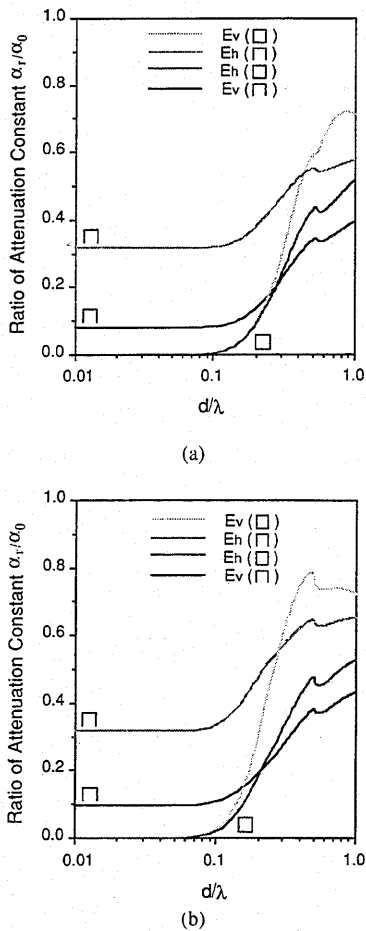 1.0
0.8
0.6
0.4
0.2
0.0
Ratio of Attenuation Constant αr/α0
Ev (□)
Eh (⊓)
Eh (□)
Ev (⊓)
⊓
⊓
□
0.01
0.1
1.0
d/λ
(a)
1.0
0.8
0.6
0.4
0.2
0.0
Ratio of Attenuation Constant αr/α0
Ev (□)
Eh (⊓)
Eh (□)
Ev (⊓)
⊓
⊓
□
0.01
0.1
1.0
d/λ
(b)